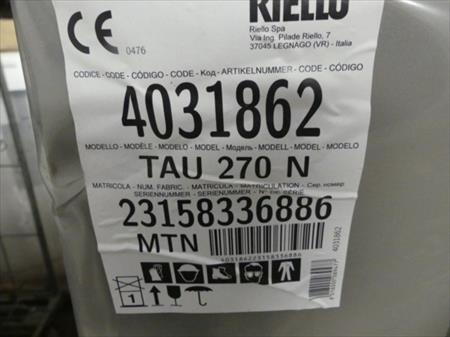 RIELLO
Riello Spa
Via Ing. Pilade Riello, 7
37045 LEGNAGO (VR) - Italia
CE 0476
CODICE - CODE - CÓDIGO - CODE - Код - ARTIKELNUMMER - CODE - CÓDIGO
4031862
MODELLO - MODÈLE - MODELO - MODEL - Модель - MODELL - MODEL - MODELO
TAU 270 N
MATRICOLA - NUM. FABRIC. - MATRICULA - MATRICULATION - Сер. номер
SERIENNUMMER - SERIENUMMER - N° DE SÉRIE
23158336886
MTN
403186223158336886
4031862
1